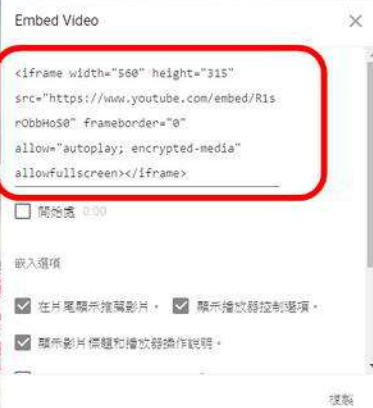 Embed Video
<iframe width="560" height="315"
src="https://www.youtube.com/embed/R1s
rObbHoS0" frameborder="0"
allow="autoplay; encrypted-media"
allowfullscreen></iframe>
開始處 0:00
嵌入選項
在片尾顯示推薦影片。 顯示播放器控制選項。
顯示影片標題和播放器操作說明。
複製